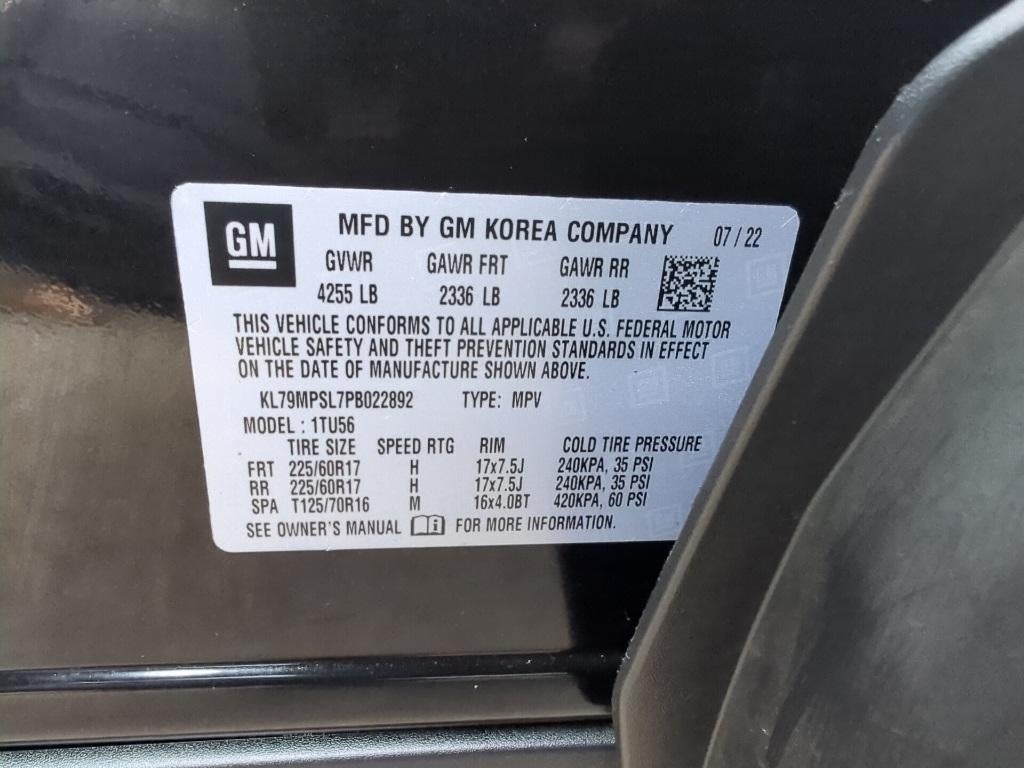 GM
MFD BY GM KOREA COMPANY 07 / 22
GVWR GAWR FRT GAWR RR
4255 LB 2336 LB 2336 LB
THIS VEHICLE CONFORMS TO ALL APPLICABLE U.S. FEDERAL MOTOR
VEHICLE SAFETY AND THEFT PREVENTION STANDARDS IN EFFECT
ON THE DATE OF MANUFACTURE SHOWN ABOVE.
KL79MPSL7PB022892 TYPE: MPV
MODEL : 1TU56
TIRE SIZE SPEED RTG RIM COLD TIRE PRESSURE
FRT 225/60R17 H 17x7.5J 240KPA, 35 PSI
RR 225/60R17 H 17x7.5J 240KPA, 35 PSI
SPA T125/70R16 M 16x4.0BT 420KPA, 60 PSI
SEE OWNER'S MANUAL FOR MORE INFORMATION.